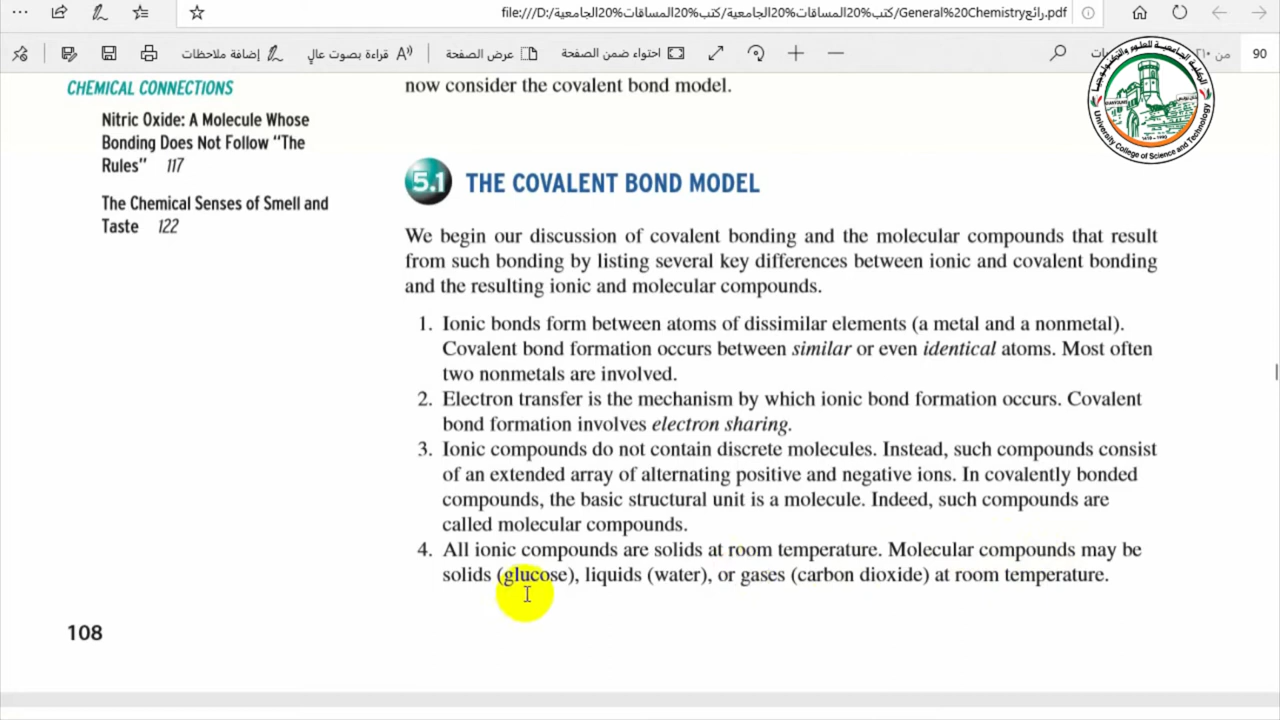 file:///D:/كتب%20المساقات%20الجامعية/كتب%20المساقات%20الجامعية/General%20Chemistryرائع.pdf
90
من
احتواء ضمن الصفحة
عرض الصفحة
قراءة بصوت عالٍ
إضافة ملاحظات
University College of Science and Technology
CHEMICAL CONNECTIONS
Nitric Oxide: A Molecule Whose
Bonding Does Not Follow “The
Rules” 117
The Chemical Senses of Smell and
Taste 122
now consider the covalent bond model.
5.1 THE COVALENT BOND MODEL
We begin our discussion of covalent bonding and the molecular compounds that result
from such bonding by listing several key differences between ionic and covalent bonding
and the resulting ionic and molecular compounds.
1. Ionic bonds form between atoms of dissimilar elements (a metal and a nonmetal).
Covalent bond formation occurs between similar or even identical atoms. Most often
two nonmetals are involved.
2. Electron transfer is the mechanism by which ionic bond formation occurs. Covalent
bond formation involves electron sharing.
3. Ionic compounds do not contain discrete molecules. Instead, such compounds consist
of an extended array of alternating positive and negative ions. In covalently bonded
compounds, the basic structural unit is a molecule. Indeed, such compounds are
called molecular compounds.
4. All ionic compounds are solids at room temperature. Molecular compounds may be
solids (glucose), liquids (water), or gases (carbon dioxide) at room temperature.
108